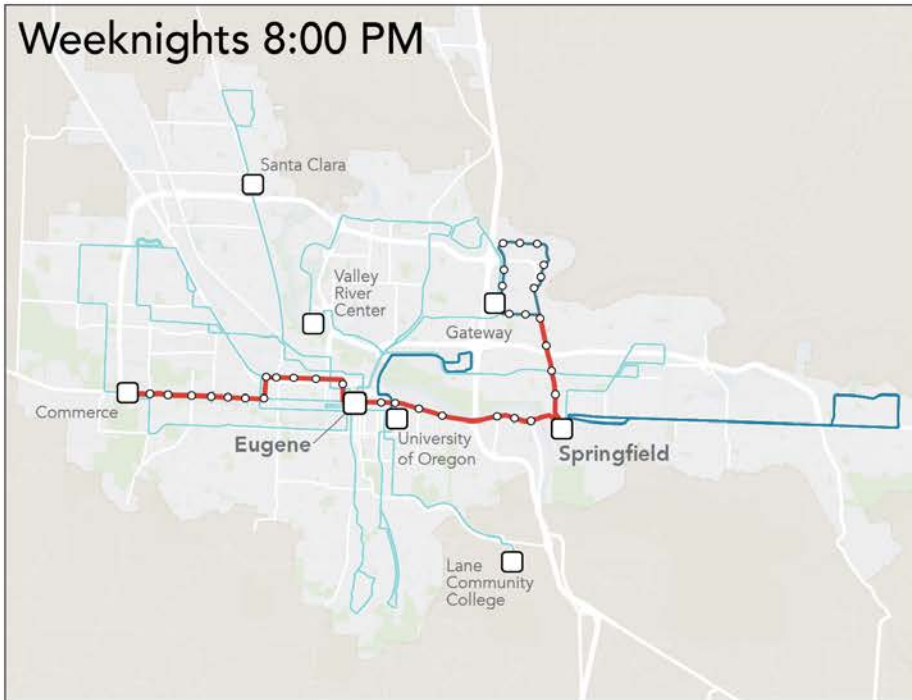 Weeknights 8:00 PM
Santa Clara
Valley
River
Center
Gateway
Commerce
Eugene
University
of Oregon
Springfield
Lane
Community
College